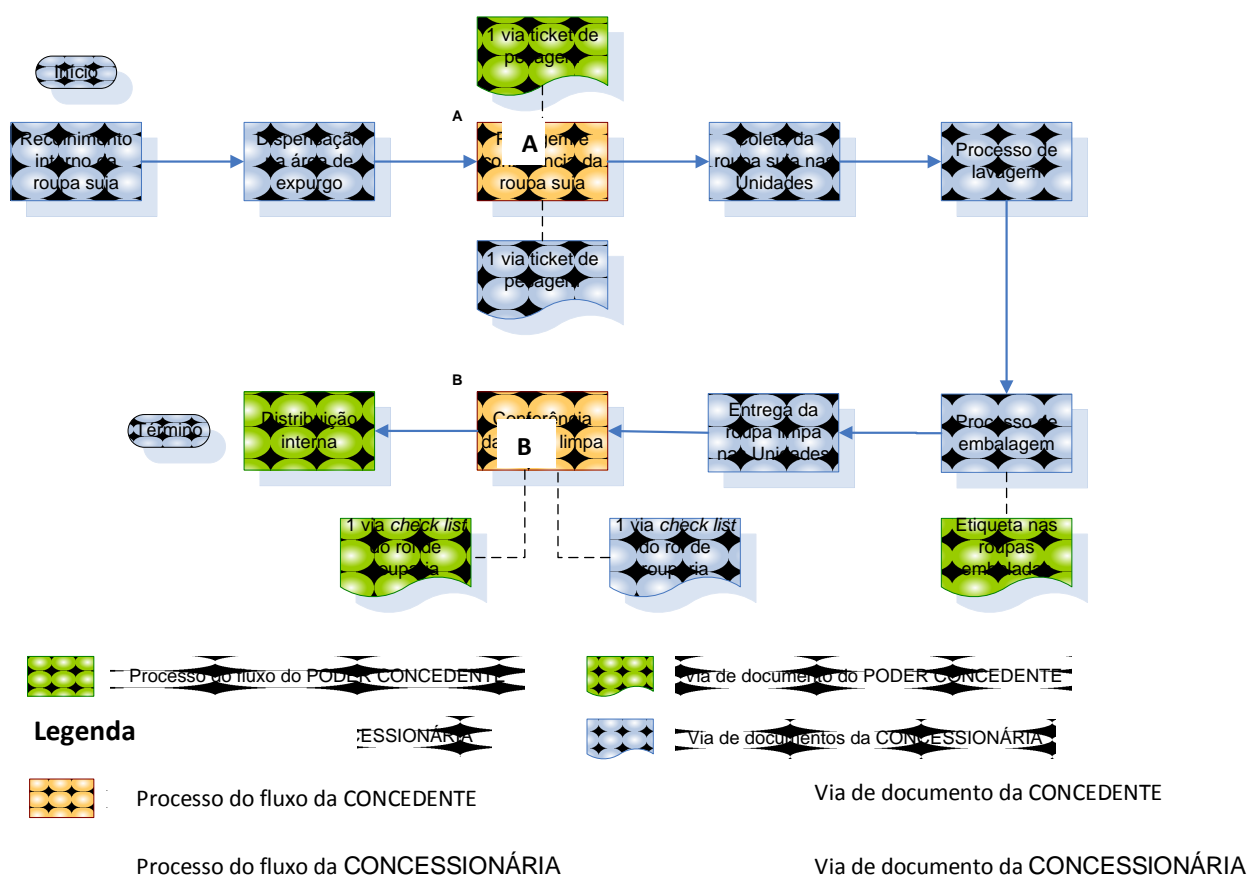 1 via ticket de
pesagem
Início
Recolhimento
interno da
roupa suja
Dispensação
na área de
expurgo
A
A
da
roupa suja
Coleta da
roupa suja nas
Unidades
Processo de
lavagem
1 via ticket de
pesagem
Término
Distribuição
interna
B
Conferência
da limpa
B
Entrega da
roupa limpa
nas Unidades
Processo de
embalagem
1 via check list
do rol de
rouparia
1 via check list
do rol de
rouparia
Etiqueta nas
roupas
embaladas
Processo do fluxo do PODER CONCEDENTE
Via de documento do PODER CONCEDENTE
Legenda
CESSIONÁRIA
Via de documentos da CONCESSIONÁRIA
Processo do fluxo da CONCEDENTE
Via de documento da CONCEDENTE
Processo do fluxo da CONCESSIONÁRIA
Via de documento da CONCESSIONÁRIA